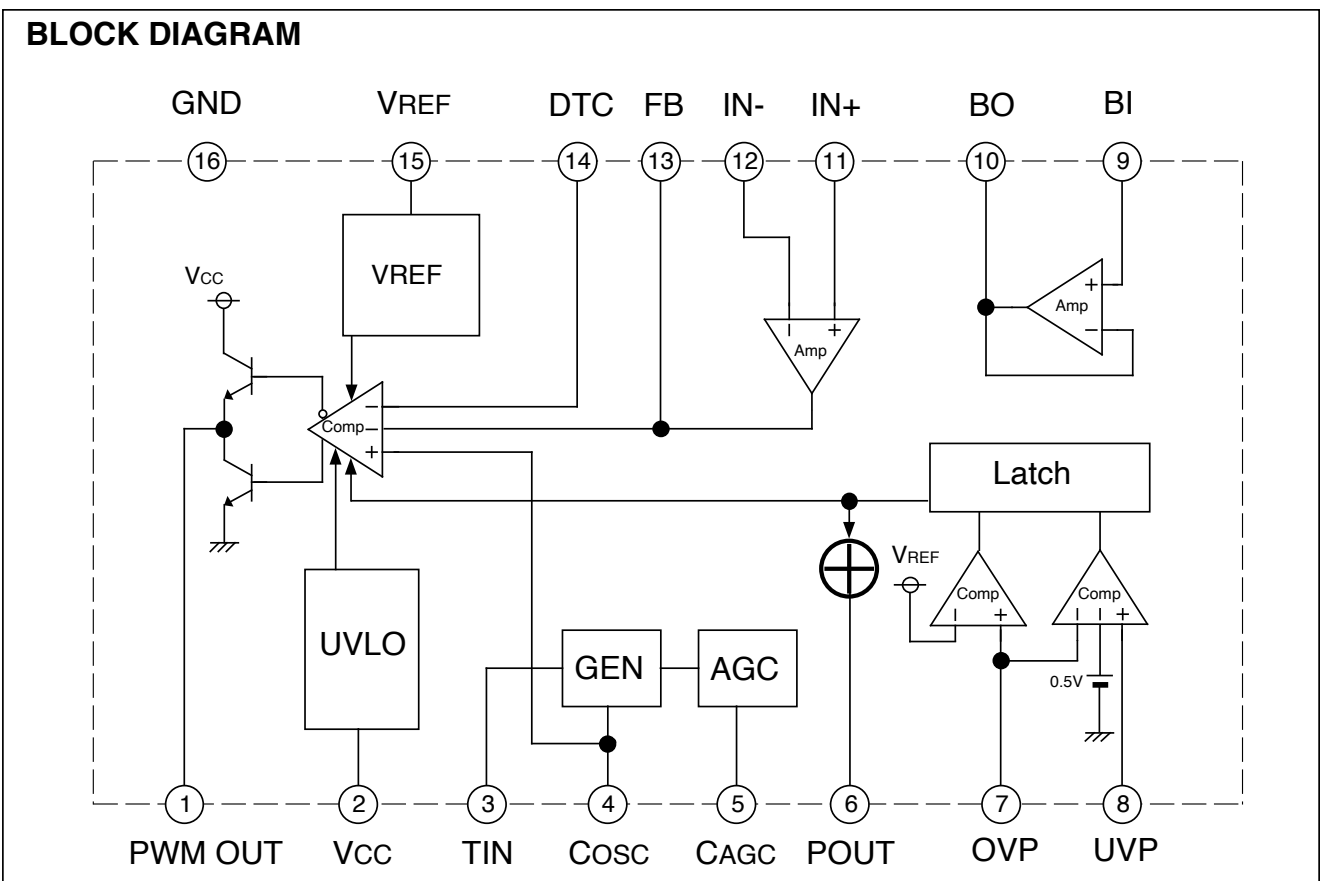 BLOCK DIAGRAM
GND VREF DTC FB IN- IN+ BO BI
16 15 14 13 12 11 10 9
VREF
VCC
+
Amp
−
− +
Amp
−
Comp −
+
Latch
VREF
Comp
− +
Comp
− − +
0.5V
UVLO
GEN AGC
1 2 3 4 5 6 7 8
PWM OUT VCC TIN COSC CAGC POUT OVP UVP